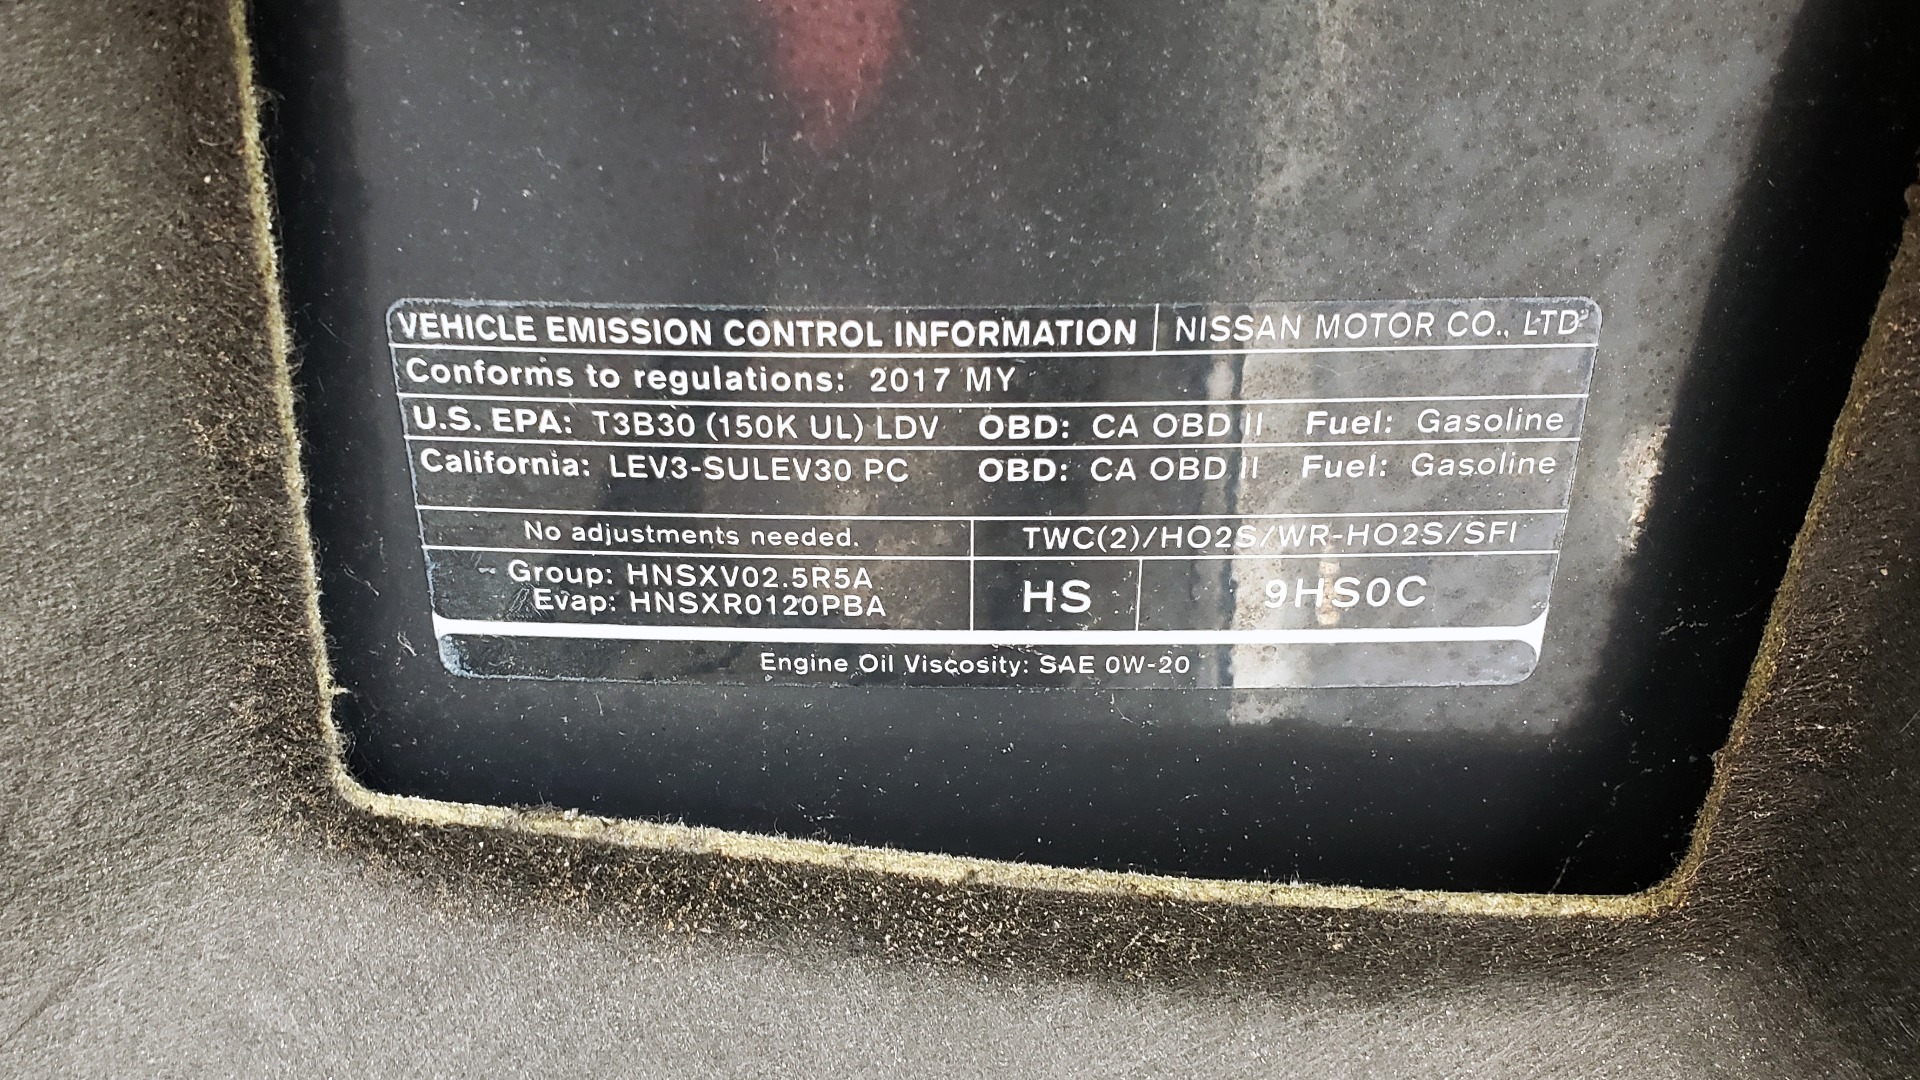 VEHICLE EMISSION CONTROL INFORMATION NISSAN MOTOR CO., LTD.
Conforms to regulations: 2017 MY
U.S. EPA: T3B30 (150K UL) LDV OBD: CA OBD II Fuel: Gasoline
California: LEV3-SULEV30 PC OBD: CA OBD II Fuel: Gasoline
No adjustments needed. TWC(2)/HO2S/WR-HO2S/SFI
Group: HNSXV02.5R5A
Evap: HNSXR0120PBA
HS 9HS0C
Engine Oil Viscosity: SAE 0W-20